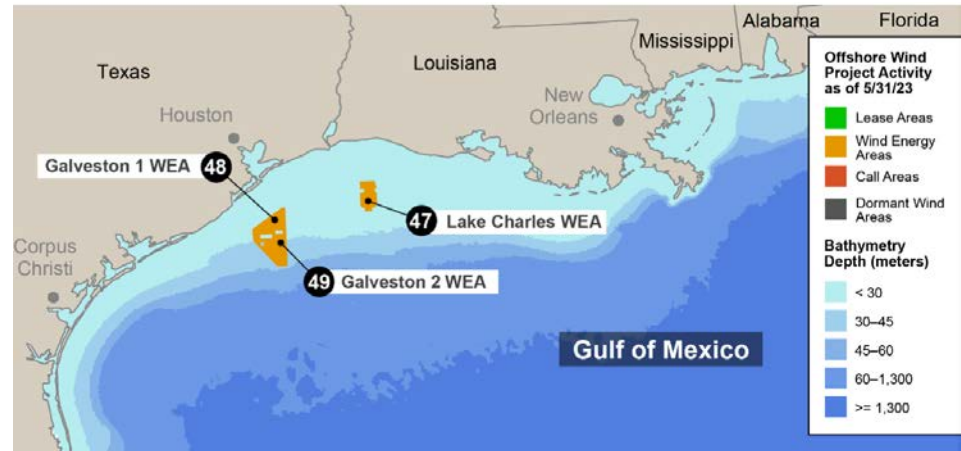 Alabama
Florida
Mississippi
Louisiana
Texas
New
Orleans
Houston
Galveston 1 WEA
48
47
Lake Charles WEA
49
Galveston 2 WEA
Corpus
Christi
Gulf of Mexico
Offshore Wind
Project Activity
as of 5/31/23
Lease Areas
Wind Energy
Areas
Call Areas
Dormant Wind
Areas
Bathymetry
Depth (meters)
< 30
30–45
45–60
60–1,300
>= 1,300